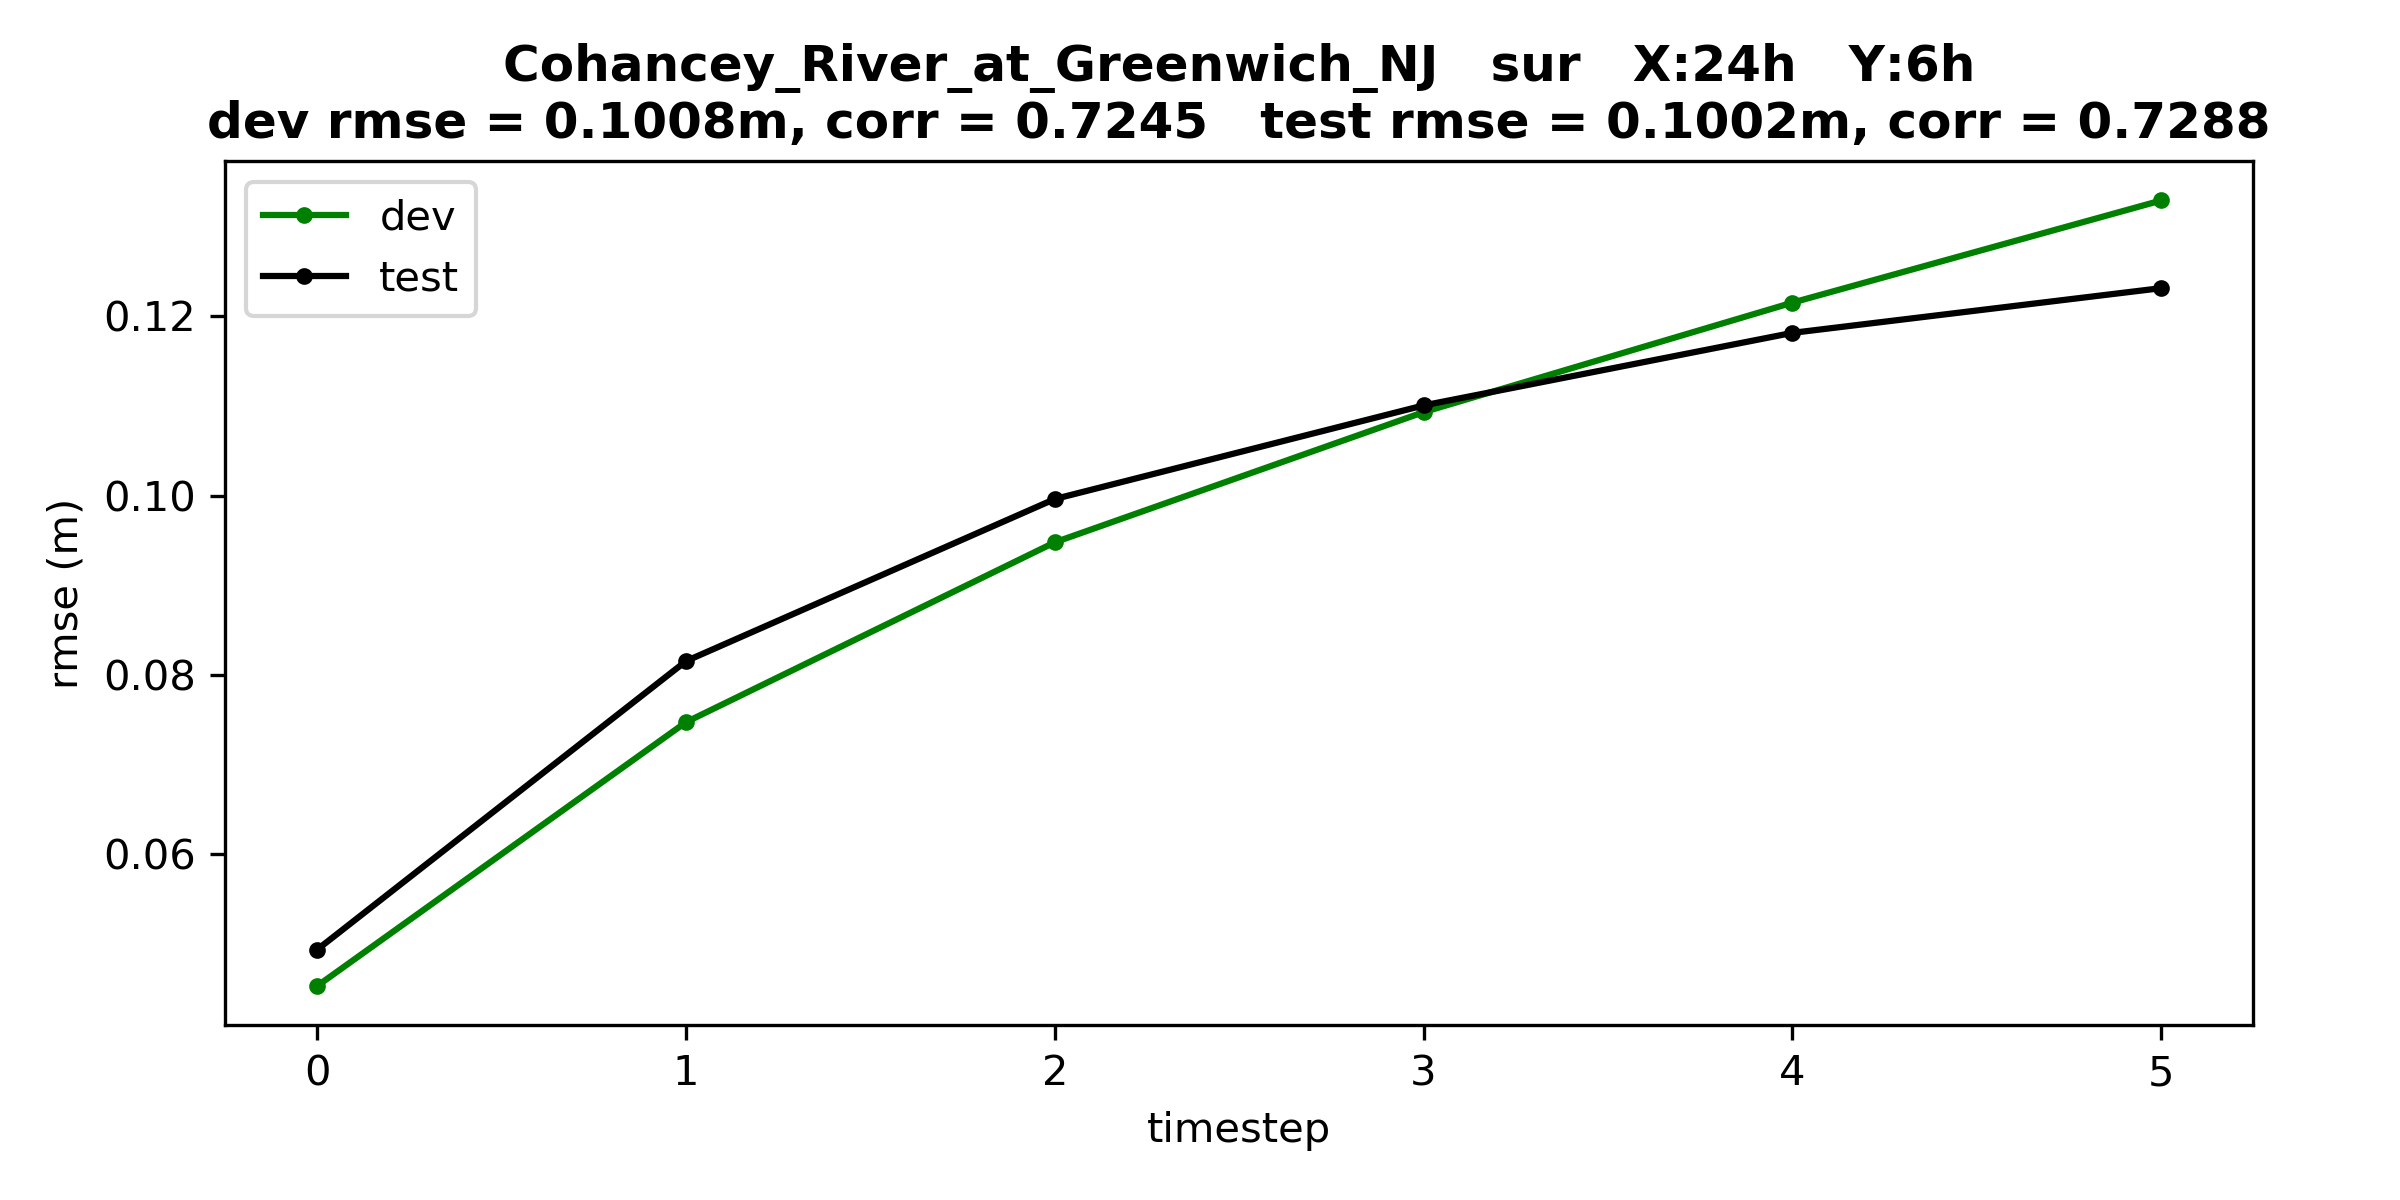 Cohancey_River_at_Greenwich_NJ   sur   X:24h   Y:6h
dev rmse = 0.1008m, corr = 0.7245   test rmse = 0.1002m, corr = 0.7288
dev
test
0.12
0.10
0.08
0.06
rmse (m)
0 1 2 3 4 5
timestep